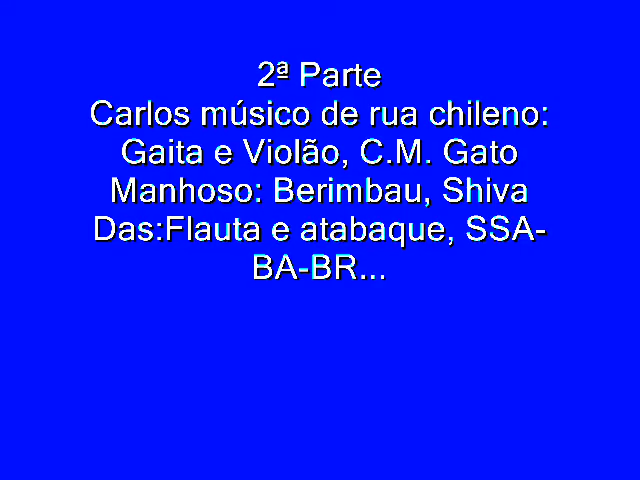 2ª Parte
Carlos músico de rua chileno:
Gaita e Violão, C.M. Gato
Manhoso: Berimbau, Shiva
Das:Flauta e atabaque, SSA-
BA-BR...